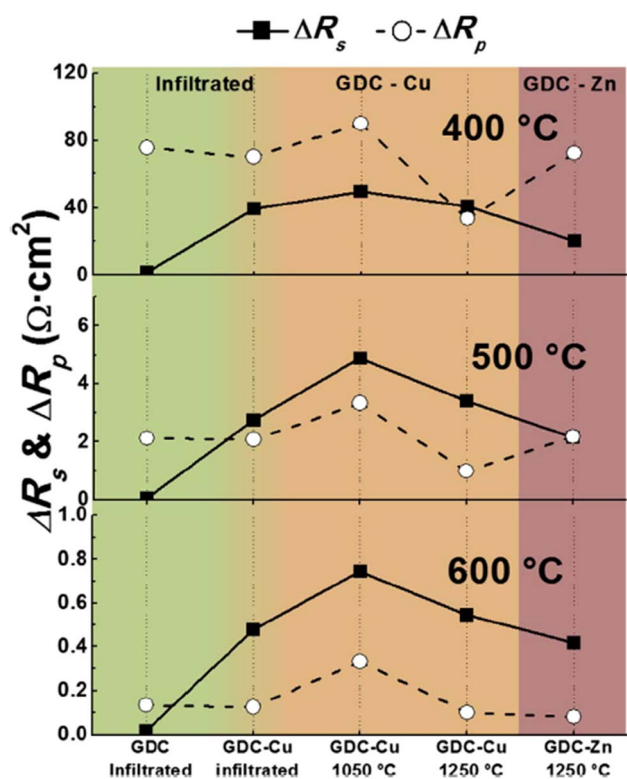 ΔRs ΔRp
Infiltrated GDC - Cu GDC - Zn
400 °C
500 °C
600 °C
120
80
40
0
6
4
2
0
1.0
0.8
0.6
0.4
0.2
0.0
ΔRs & ΔRp (Ω·cm²)
GDC GDC-Cu GDC-Cu GDC-Cu GDC-Zn
Infiltrated infiltrated 1050 °C 1250 °C 1250 °C